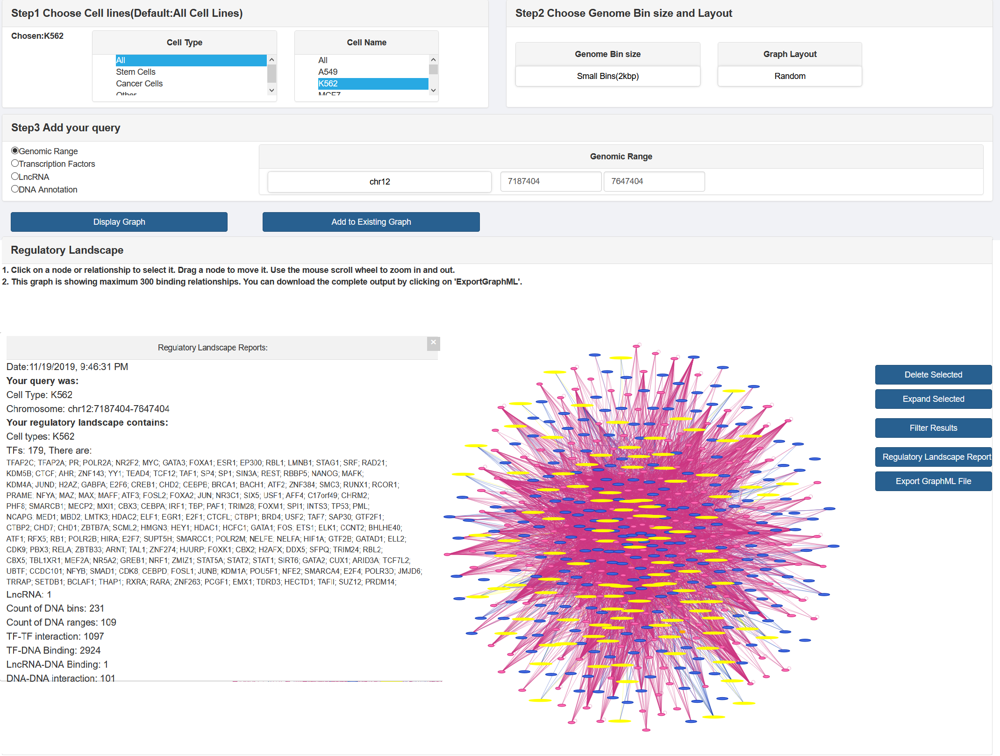 Step1 Choose Cell lines(Default:All Cell Lines)
Chosen:K562
Cell Type
All
Stem Cells
Cancer Cells
Other
Cell Name
All
A549
K562
MCF7
Step2 Choose Genome Bin size and Layout
Genome Bin size
Small Bins(2kbp)
Graph Layout
Random
Step3 Add your query
Genomic Range
Transcription Factors
LncRNA
DNA Annotation
Genomic Range
chr12 7187404 7647404
Display Graph
Add to Existing Graph
Regulatory Landscape
1. Click on a node or relationship to select it. Drag a node to move it. Use the mouse scroll wheel to zoom in and out.
2. This graph is showing maximum 300 binding relationships. You can download the complete output by clicking on 'ExportGraphML'.
Regulatory Landscape Reports:
×
Date:11/19/2019, 9:46:31 PM
Your query was:
Cell Type: K562
Chromosome: chr12:7187404-7647404
Your regulatory landscape contains:
Cell types: K562
TFs: 179, There are:
TFAP2C; TFAP2A; PR; POLR2A; NR2F2; MYC; GATA3; FOXA1; ESR1; EP300; RBL1; LMNB1; STAG1; SRF; RAD21;
KDM5B; CTCF; AHR; ZNF143; YY1; TEAD4; TCF12; TAF1; SP4; SP1; SIN3A; REST; RBBP5; NANOG; MAFK;
KDM4A; JUND; H2AZ; GABPA; E2F6; CREB1; CHD2; CEBPB; BRCA1; BACH1; ATF2; ZNF384; SMC3; RUNX1; RCOR1;
PRAME; NFYA; MAZ; MAX; MAFF; ATF3; FOSL2; FOXA2; JUN; NR3C1; SIX5; USF1; AFF4; C17orf49; CHRM2;
PHF8; SMARCB1; MECP2; MXI1; CBX3; CEBPA; IRF1; TBP; PAF1; TRIM28; FOXM1; SPI1; INTS3; TP53; PML;
NCAPG; MED1; MBD2; LMTK3; HDAC2; ELF1; EGR1; E2F1; CTCFL; CTBP1; BRD4; USF2; TAF7; SAP30; GTF2F1;
CTBP2; CHD7; CHD1; ZBTB7A; SCML2; HMGN3; HEY1; HDAC1; HCFC1; GATA1; FOS; ETS1; ELK1; CCNT2; BHLHE40;
ATF1; RFX5; RB1; POLR2B; HIRA; E2F7; SUPT5H; SMARCC1; POLR2M; NELFE; NELFA; HIF1A; GTF2B; GATAD1; ELL2;
CDK9; PBX3; RELA; ZBTB33; ARNT; TAL1; ZNF274; HJURP; FOXK1; CBX2; H2AFX; DDX5; SFPQ; TRIM24; RBL2;
CBX5; TBL1XR1; MEF2A; NR5A2; GREB1; NRF1; ZMIZ1; STAT5A; STAT2; STAT1; SIRT6; GATA2; CUX1; ARID3A; TCF7L2;
UBTF; CCDC101; NFYB; SMAD1; CDK8; CEBPD; FOSL1; JUNB; KDM1A; POU5F1; NFE2; SMARCA4; E2F4; POLR3D; JMJD6;
TRRAP; SETDB1; BCLAF1; THAP1; RXRA; RARA; ZNF263; PCGF1; EMX1; TDRD3; HECTD1; TAFII; SUZ12; PRDM14;
LncRNA: 1
Count of DNA bins: 231
Count of DNA ranges: 109
TF-TF interaction: 1097
TF-DNA Binding: 2924
LncRNA-DNA Binding: 1
DNA-DNA interaction: 101
Delete Selected
Expand Selected
Filter Results
Regulatory Landscape Report
Export GraphML File